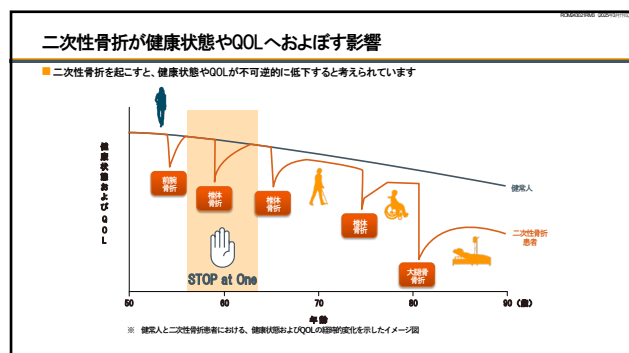 二次性骨折が健康状態やQOLへおよぼす影響
■ 二次性骨折を起こすと、健康状態やQOLが不可逆的に低下すると考えられています
健康状態およびQOL
前腕
骨折
椎体
骨折
椎体
骨折
椎体
骨折
大腿骨
骨折
健常人
二次性骨折
患者
STOP at One
50
60
70
80
90（歳）
年齢
※ 健常人と二次性骨折患者における、健康状態およびQOLの経時的変化を示したイメージ図